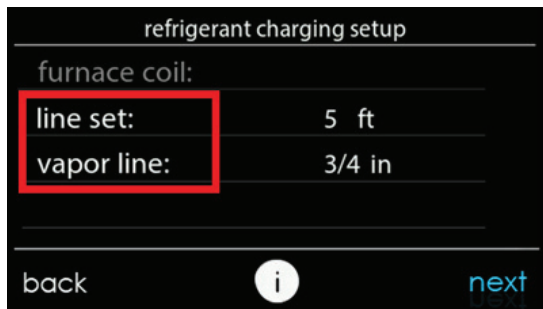 refrigerant charging setup
furnace coil:
line set: 5 ft
vapor line: 3/4 in
back i next